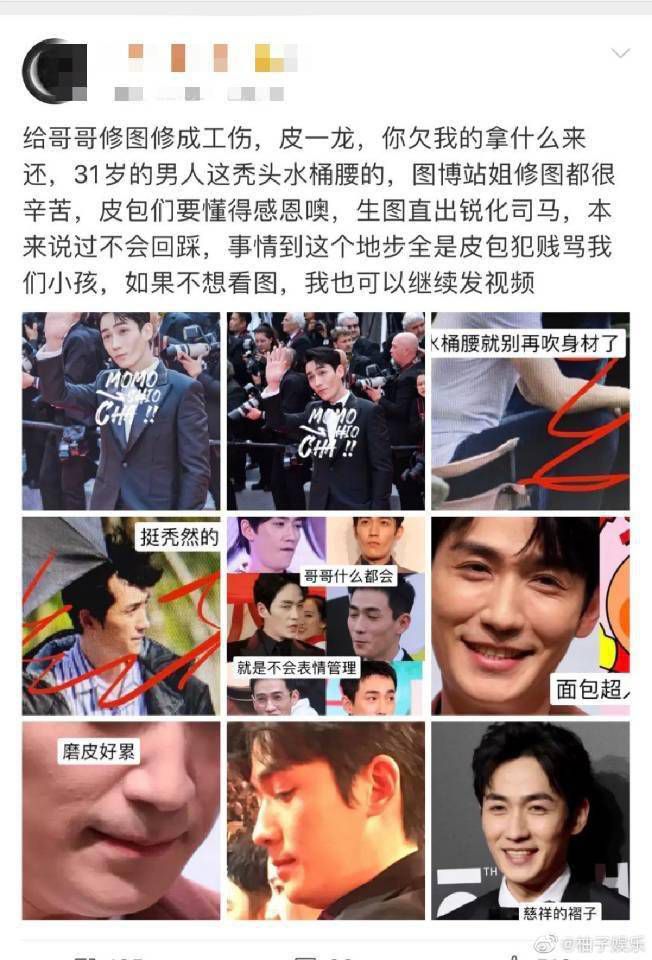 给哥哥修图修成工伤，皮一龙，你欠我的拿什么来
还，31岁的男人这秃头水桶腰的，图博站姐修图都很
辛苦，皮包们要懂得感恩噢，生图直出锐化司马，本
来说过不会回踩，事情到这个地步全是皮包犯贱骂我
们小孩，如果不想看图，我也可以继续发视频
MOMO
SHIO
CHA !!
MOMO
SHIO
CHA !!
水桶腰就别再吹身材了
挺秃然的
哥哥什么都会
就是不会表情管理
面包超
磨皮好累
TH
慈祥的褶子
@柚子娱乐